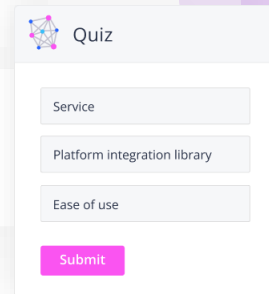 Quiz
Service
Platform integration library
Ease of use
Submit